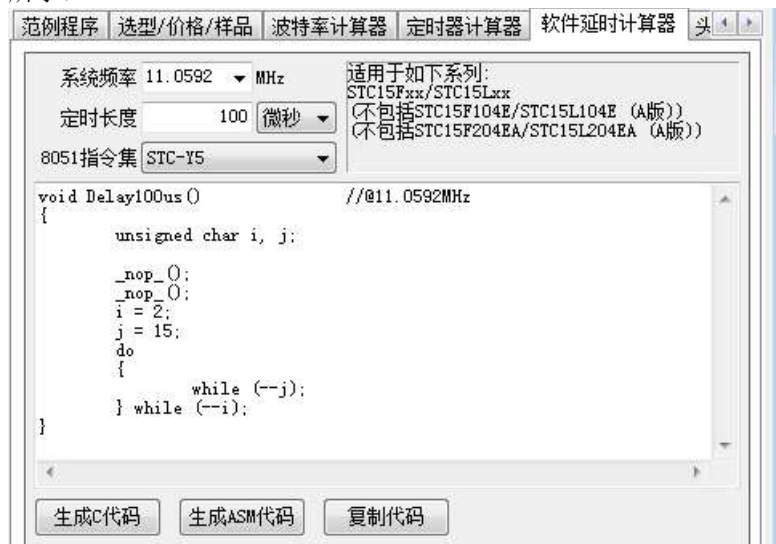 范例程序 选型/价格/样品 波特率计算器 定时器计算器 软件延时计算器 头
系统频率 11.0592 MHz
定时长度 100 微秒
8051指令集 STC-Y5
适用于如下系列:
STC15Fxx/STC15Lxx
(不包括STC15F104E/STC15L104E (A版))
(不包括STC15F204EA/STC15L204EA (A版))
void Delay100us() //@11.0592MHz
{
unsigned char i, j;
_nop_();
_nop_();
i = 2;
j = 15;
do
{
while (--j);
} while (--i);
}
生成C代码 生成ASM代码 复制代码